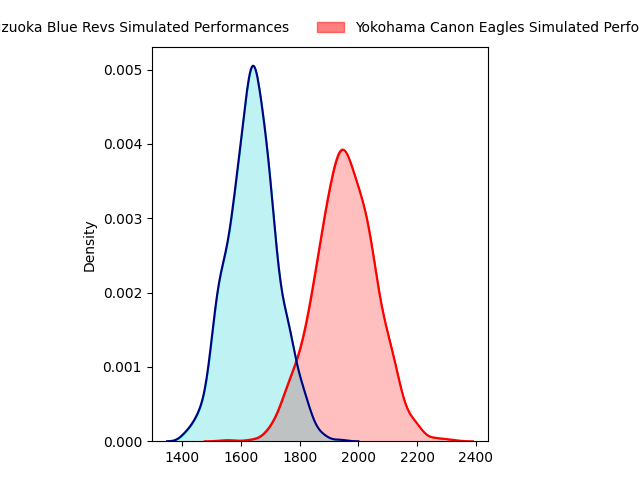 zuoka Blue Revs Simulated Performances
Yokohama Canon Eagles Simulated Perfo
0.005
0.004
0.003
0.002
0.001
0.000
Density
1400 1600 1800 2000 2200 2400